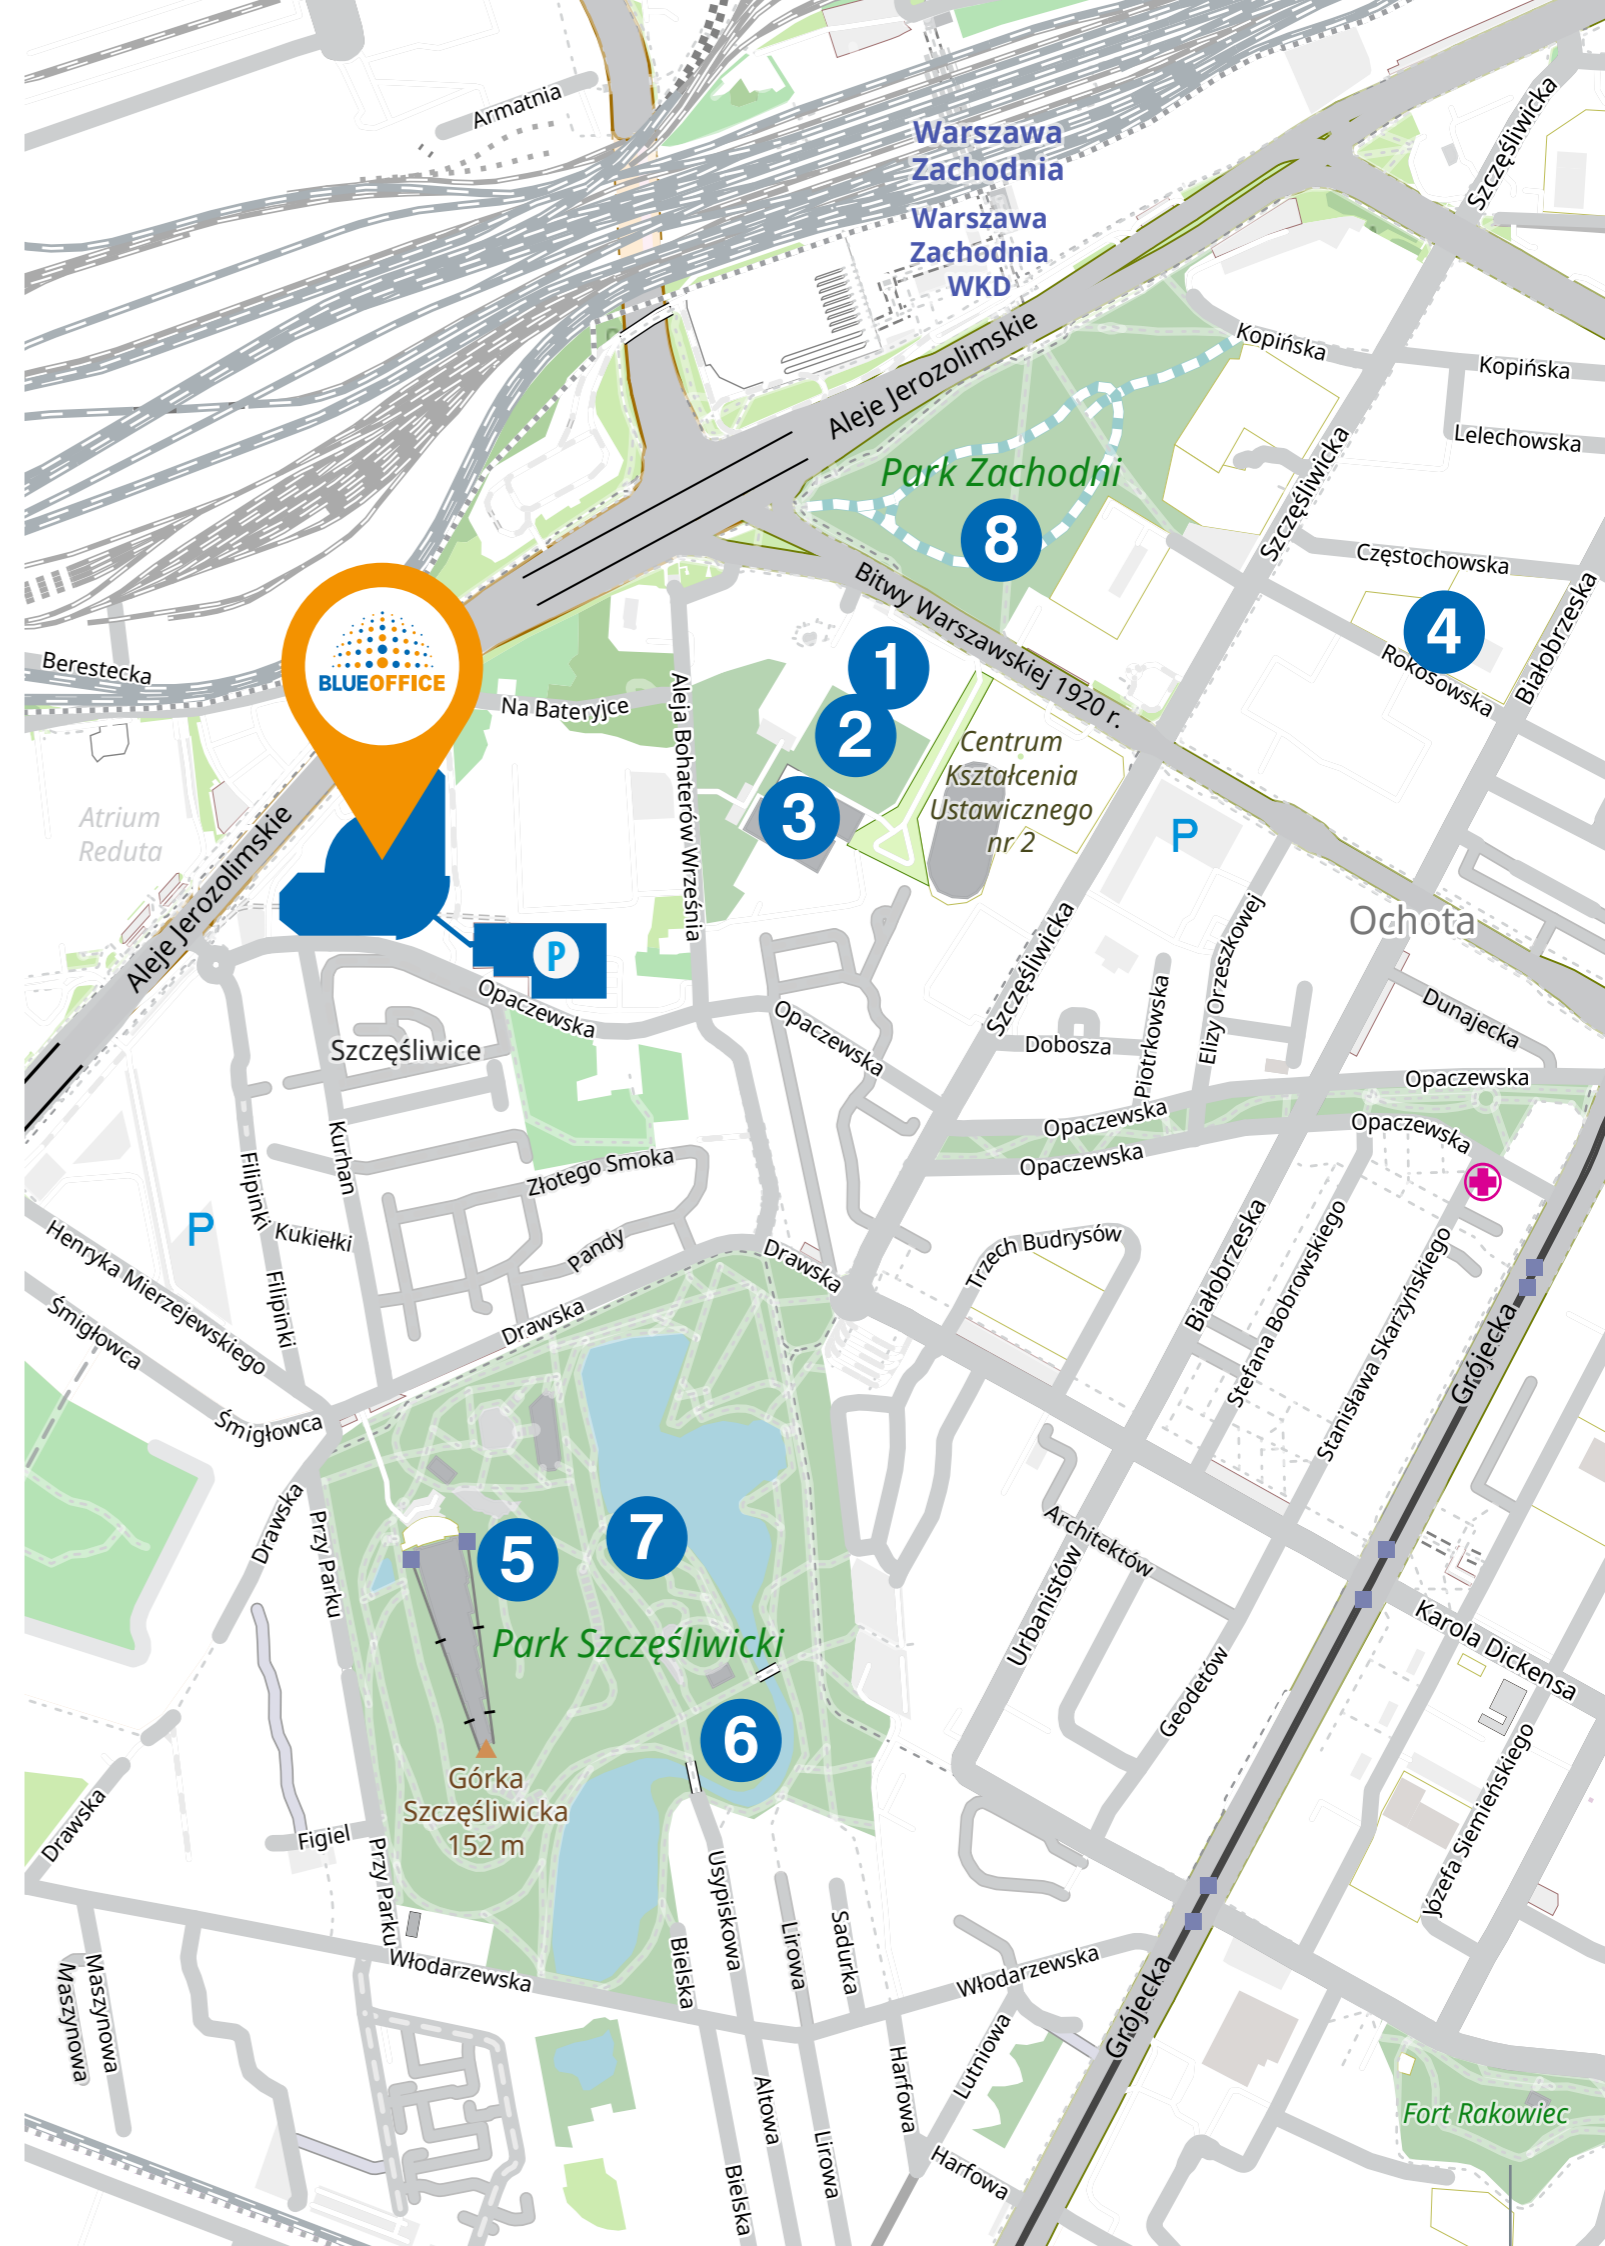 Armatnia
Szczęśliwicka
Warszawa
Zachodnia
Warszawa
Zachodnia
WKD
Aleje Jerozolimskie
Kopińska
Kopińska
Lelechowska
Szczęśliwicka
Park Zachodni
8
Częstochowska
Bitwy Warszawskiej 1920 r.
4
Rokosowska
Białobrzeska
Berestecka
BLUEOFFICE
Na Bateryjce
Aleja Bohaterów Września
1
2
3
Centrum
Kształcenia
Ustawicznego
nr 2
P
Atrium
Reduta
Aleje Jerozolimskie
P
Opaczewska
Szczęśliwice
Opaczewska
Szczęśliwicka
Ochota
Elizy Orzeszkowej
Piotrkowska
Dobosza
Dunajecka
Opaczewska
Opaczewska
Opaczewska
Opaczewska
Kurhan
Filipinki
Złotego Smoka
P
Kukiełki
Pandy
Henryka Mierzejewskiego
Filipinki
Śmigłowca
Drawska
Drawska
Trzech Budrysów
Białobrzeska
Stefana Bobrowskiego
Stanisława Skarżyńskiego
Grójecka
Śmigłowca
Drawska
Przy Parku
5
7
Park Szczęśliwicki
6
Architektów
Urbanistów
Geodetów
Karola Dickensa
Józefa Siemieńskiego
Górka
Szczęśliwicka
152 m
Drawska
Figiel
Przy Parku
Włodarzewska
Usypiskowa
Bielska
Lirowa
Sadurka
Włodarzewska
Grójecka
Maszynowa
Maszynowa
Lutniowa
Harfowa
Altowa
Lirowa
Bielska
Harfowa
Fort Rakowiec